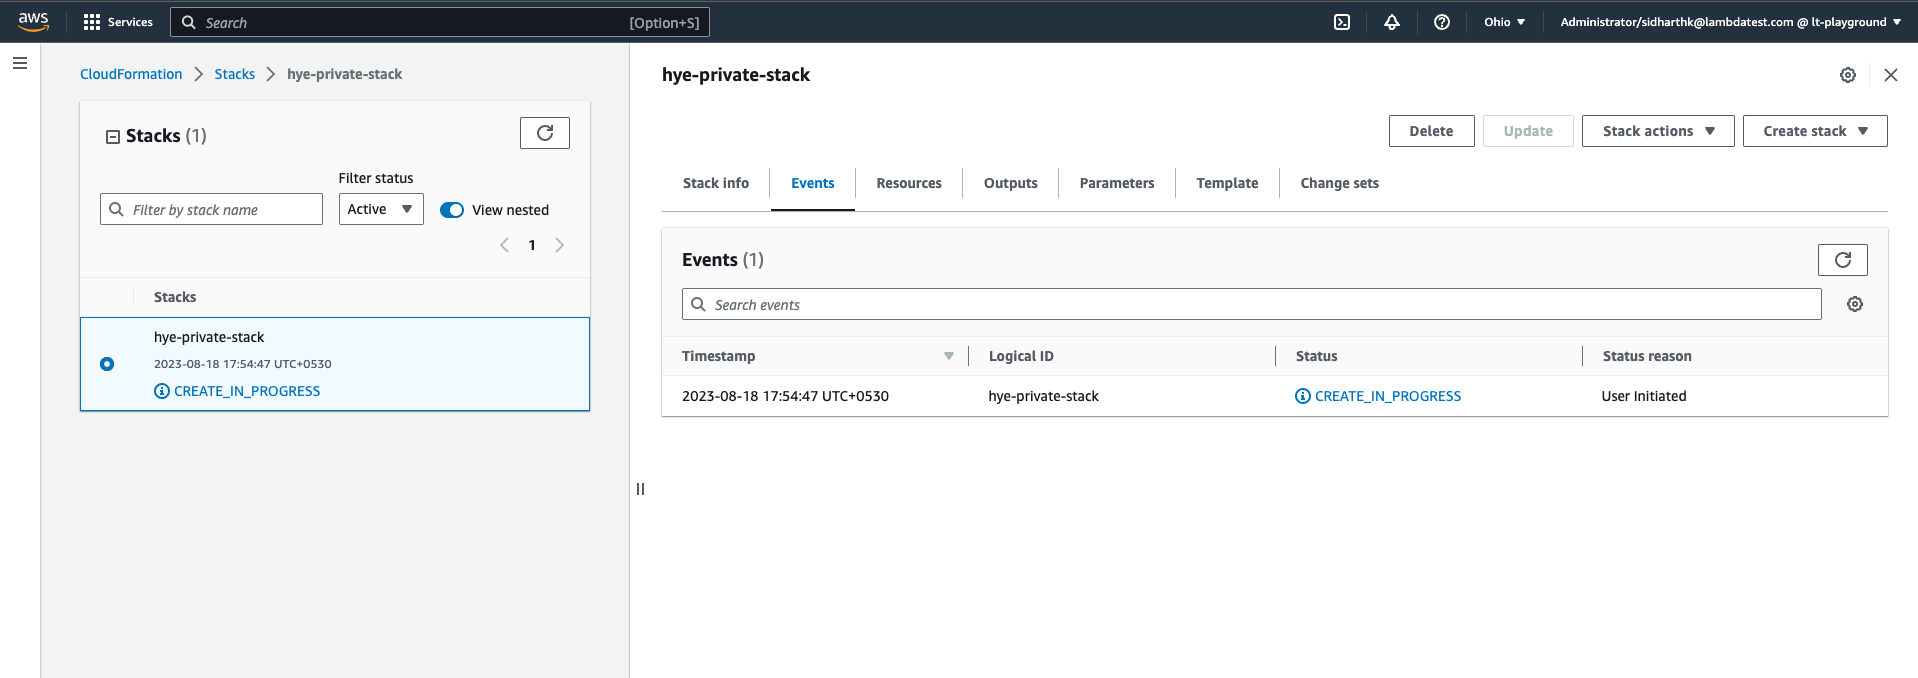 aws Services Search [Option+S] Ohio Administrator/sidharthk@lambdatest.com @ lt-playground
CloudFormation Stacks hye-private-stack
Stacks (1)
Filter status
Filter by stack name Active View nested
1
Stacks
hye-private-stack
2023-08-18 17:54:47 UTC+0530
CREATE_IN_PROGRESS
hye-private-stack
Delete Update Stack actions Create stack
Stack info Events Resources Outputs Parameters Template Change sets
Events (1)
Search events
Timestamp Logical ID Status Status reason
2023-08-18 17:54:47 UTC+0530 hye-private-stack CREATE_IN_PROGRESS User Initiated